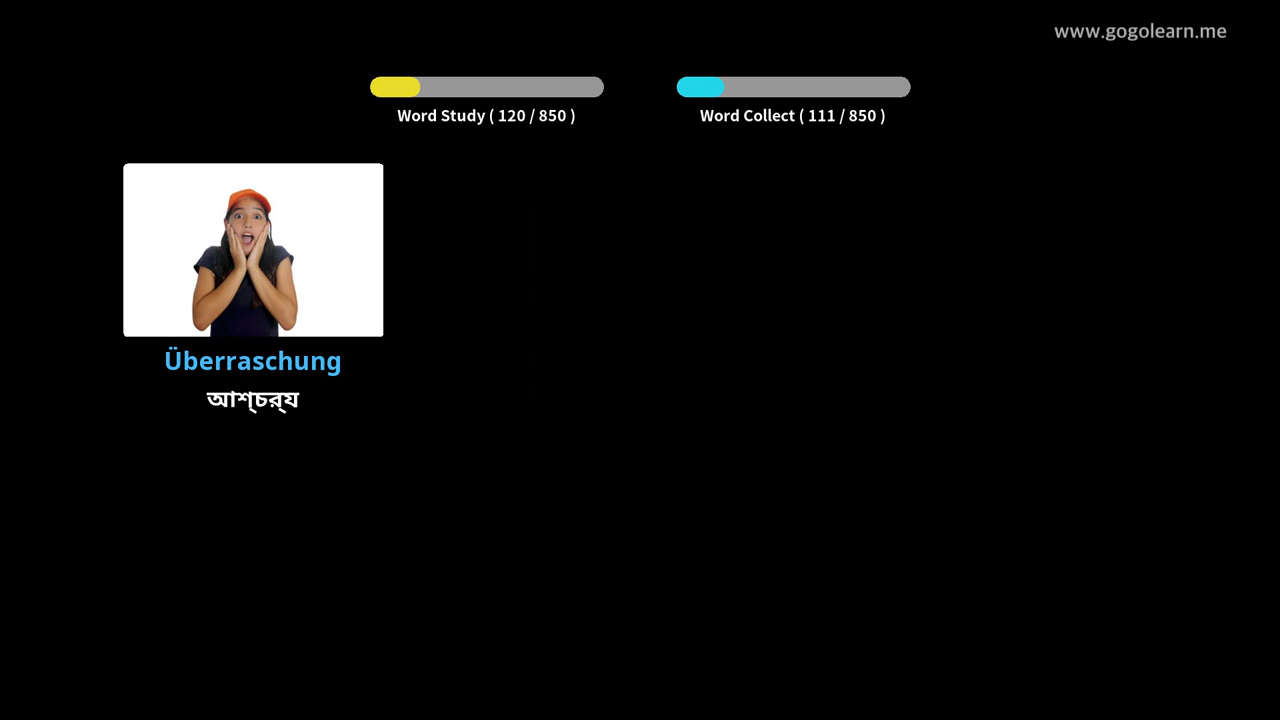 www.gogolearn.me
Word Study ( 120 / 850 )
Word Collect ( 111 / 850 )
Überraschung
আশ্চর্য